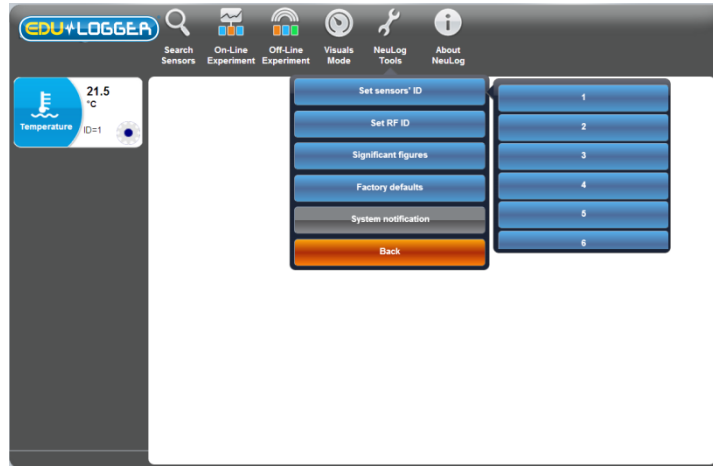 EDU LOGGER
Search Sensors
On-Line Experiment
Off-Line Experiment
Visuals Mode
NeuLog Tools
About NeuLog
21.5
°C
Temperature
ID=1
Set sensors' ID
Set RF ID
Significant figures
Factory defaults
System notification
Back
1
2
3
4
5
6